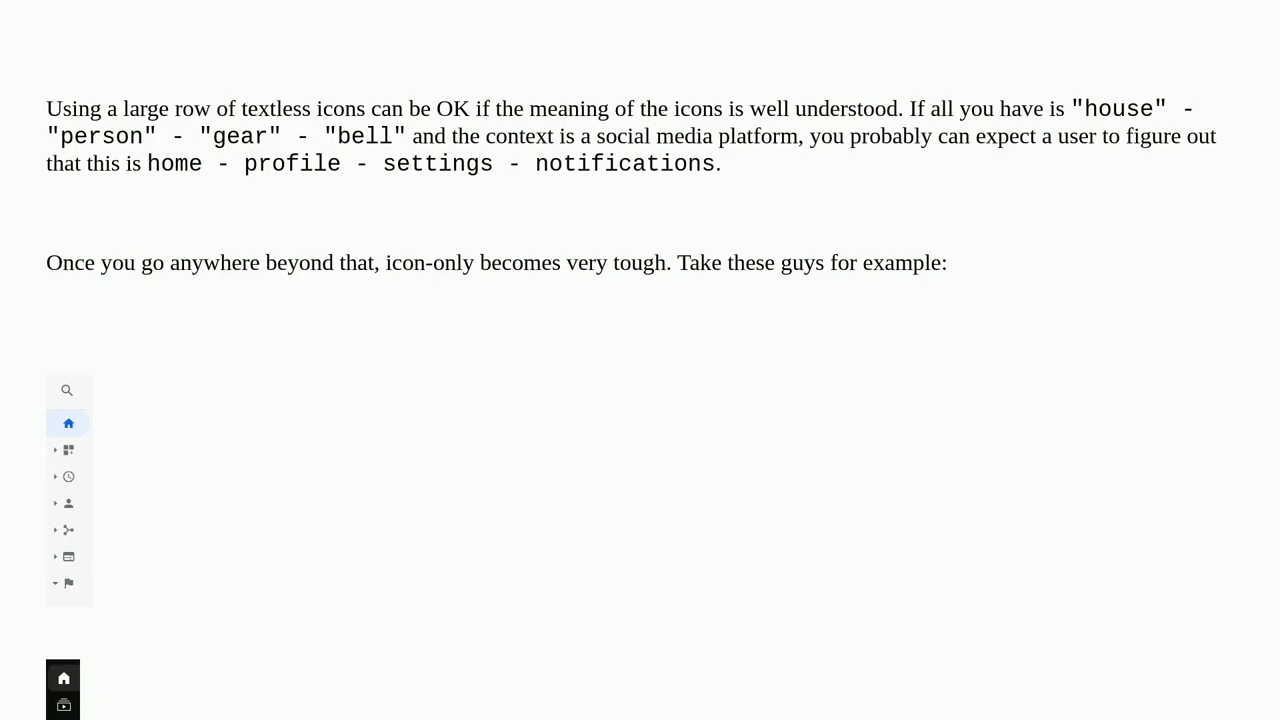 Using a large row of textless icons can be OK if the meaning of the icons is well understood. If all you have is "house" -
"person" - "gear" - "bell" and the context is a social media platform, you probably can expect a user to figure out
that this is home - profile - settings - notifications.
Once you go anywhere beyond that, icon-only becomes very tough. Take these guys for example: